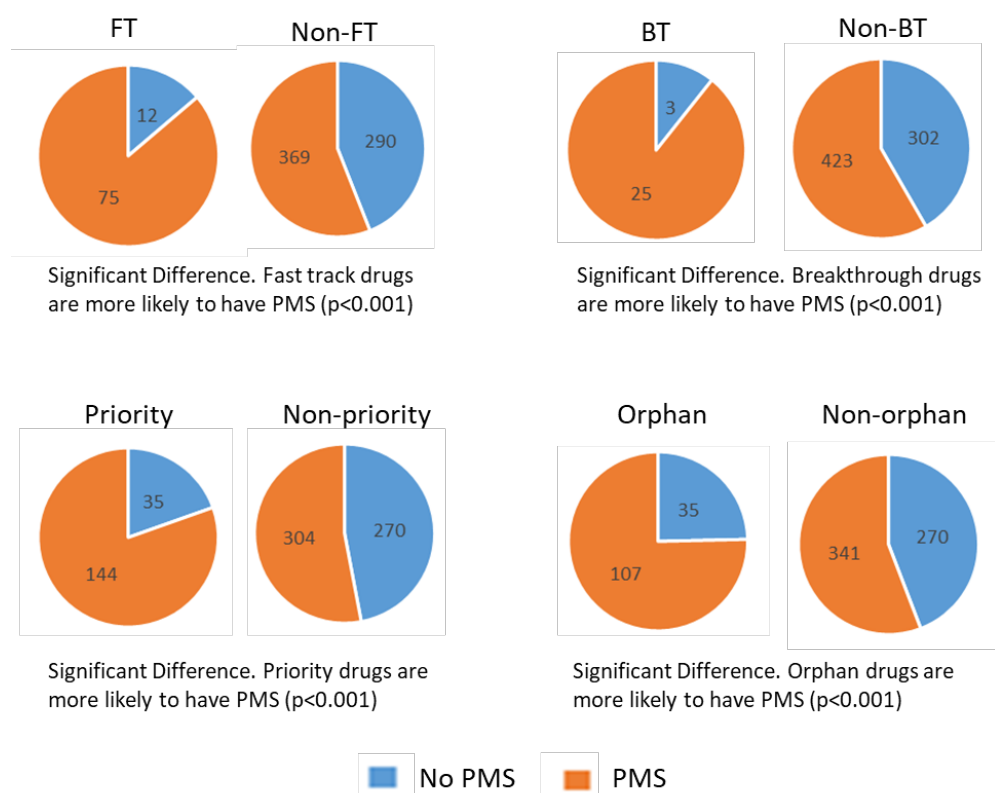 FT
Non-FT
12
75
290
369
Significant Difference. Fast track drugs
are more likely to have PMS (p<0.001)
BT
Non-BT
3
25
302
423
Significant Difference. Breakthrough drugs
are more likely to have PMS (p<0.001)
Priority
Non-priority
35
144
270
304
Significant Difference. Priority drugs are
more likely to have PMS (p<0.001)
Orphan
Non-orphan
35
107
270
341
Significant Difference. Orphan drugs are
more likely to have PMS (p<0.001)
No PMS
PMS